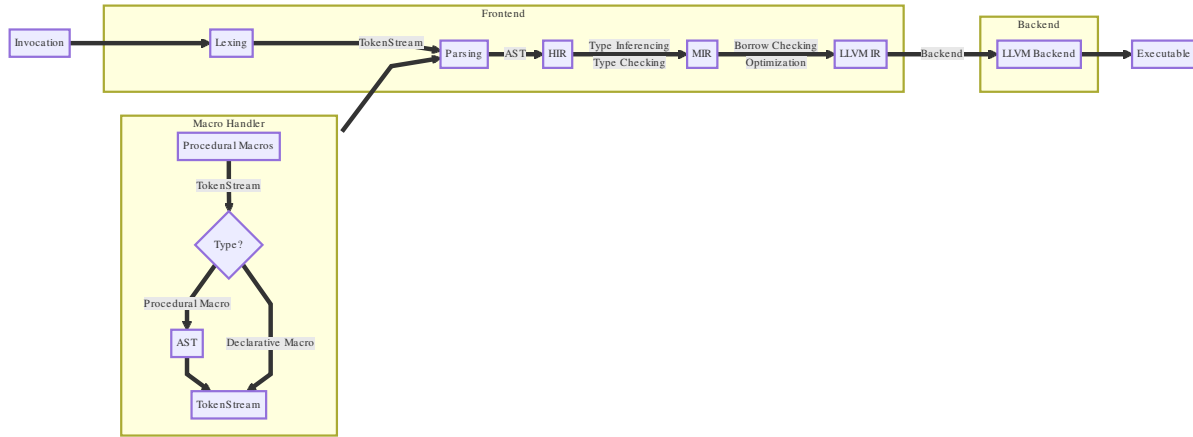 Frontend
Backend
Invocation
Lexing
TokenStream
Parsing
AST
HIR
Type Inferencing
Type Checking
MIR
Borrow Checking
Optimization
LLVM IR
Backend
LLVM Backend
Executable
Macro Handler
Procedural Macros
TokenStream
Type?
Procedural Macro
AST
Declarative Macro
TokenStream